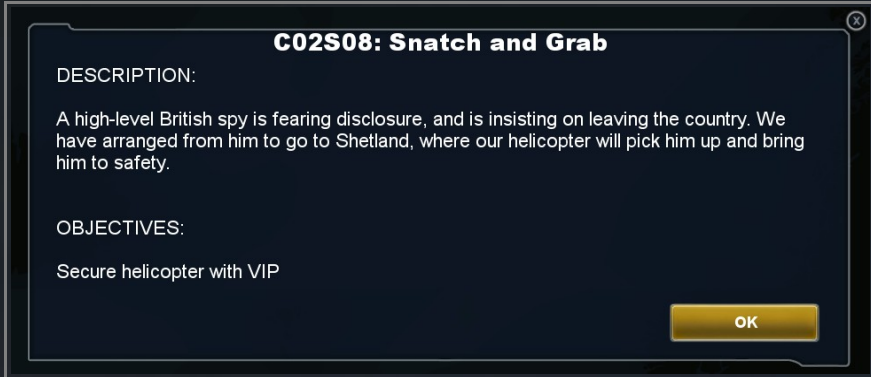 C02S08: Snatch and Grab
DESCRIPTION:
A high-level British spy is fearing disclosure, and is insisting on leaving the country. We
have arranged from him to go to Shetland, where our helicopter will pick him up and bring
him to safety.
OBJECTIVES:
Secure helicopter with VIP
OK